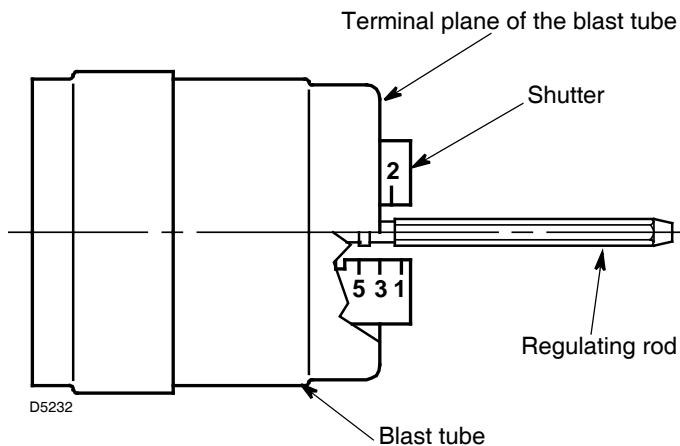 Terminal plane of the blast tube
Shutter
2
5 3 1
Regulating rod
D5232
Blast tube